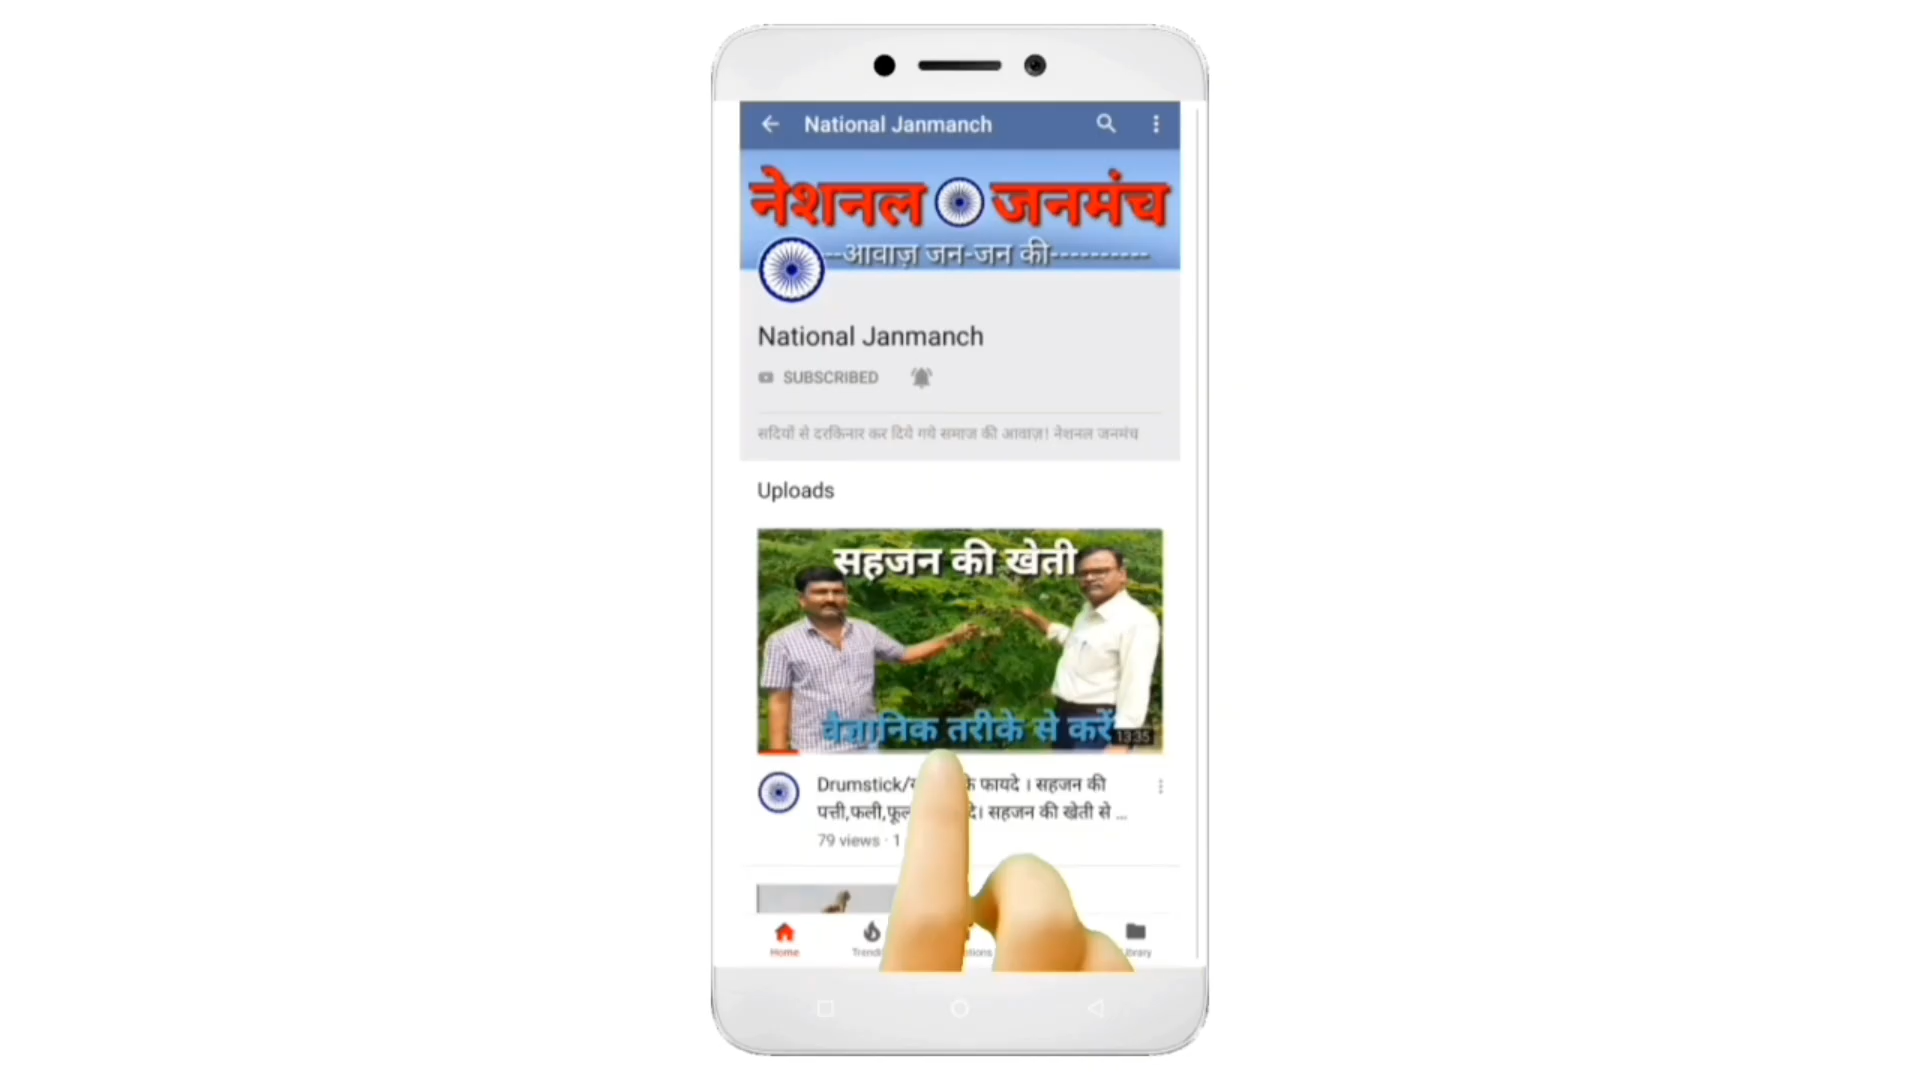 National Janmanch
नेशनल जनमंच
--आवाज़ जन-जन की----------
National Janmanch
SUBSCRIBED
सदियों से दरकिनार कर दिये गये समाज की आवाज़! नेशनल जनमंच
Uploads
सहजन की खेती
वैज्ञानिक तरीके से करें
13:35
Drumstick/ के फायदे । सहजन की
पत्ती,फली, सहजन की खेती से ...
79 views · 1
Home